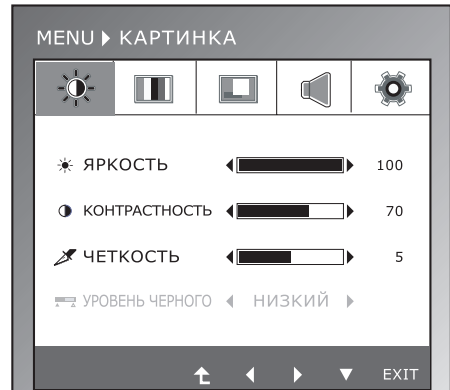 MENU КАРТИНКА
ЯРКОСТЬ 100
КОНТРАСТНОСТЬ 70
ЧЕТКОСТЬ 5
УРОВЕНЬ ЧЕРНОГО НИЗКИЙ
EXIT